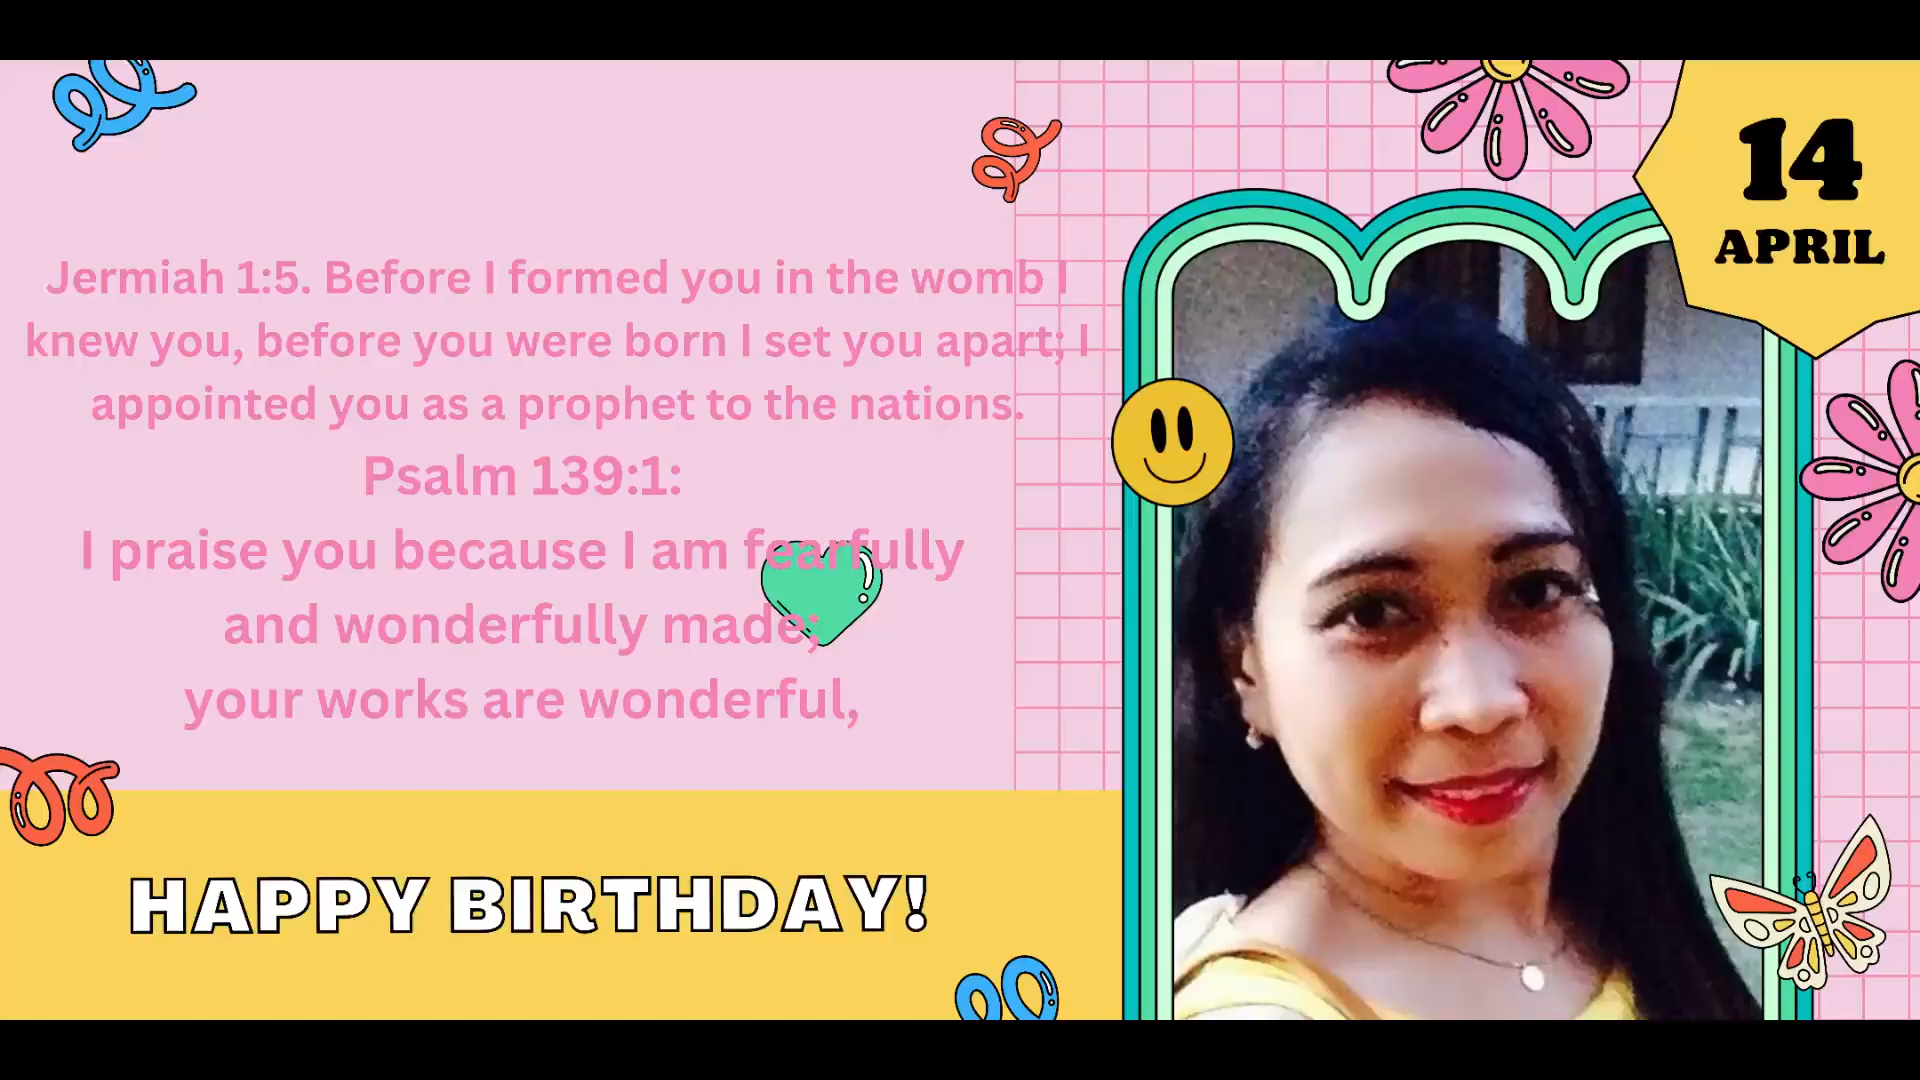 14
APRIL
Jermiah 1:5. Before I formed you in the womb I
knew you, before you were born I set you apart; I
appointed you as a prophet to the nations.
Psalm 139:1:
I praise you because I am fearfully
and wonderfully made;
your works are wonderful,
HAPPY BIRTHDAY!